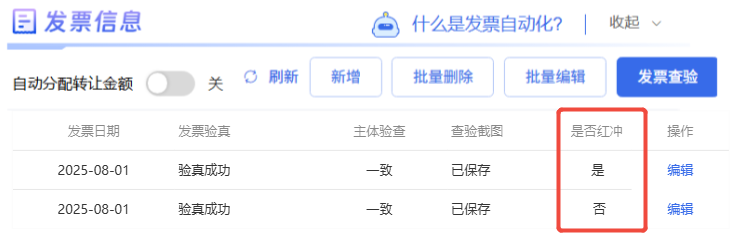 发票信息 什么是发票自动化? 收起
自动分配转让金额 关 刷新 新增 批量删除 批量编辑 发票查验
发票日期 发票验真 主体验查 查验截图 是否红冲 操作
2025-08-01 验真成功 一致 已保存 是 编辑
2025-08-01 验真成功 一致 已保存 否 编辑